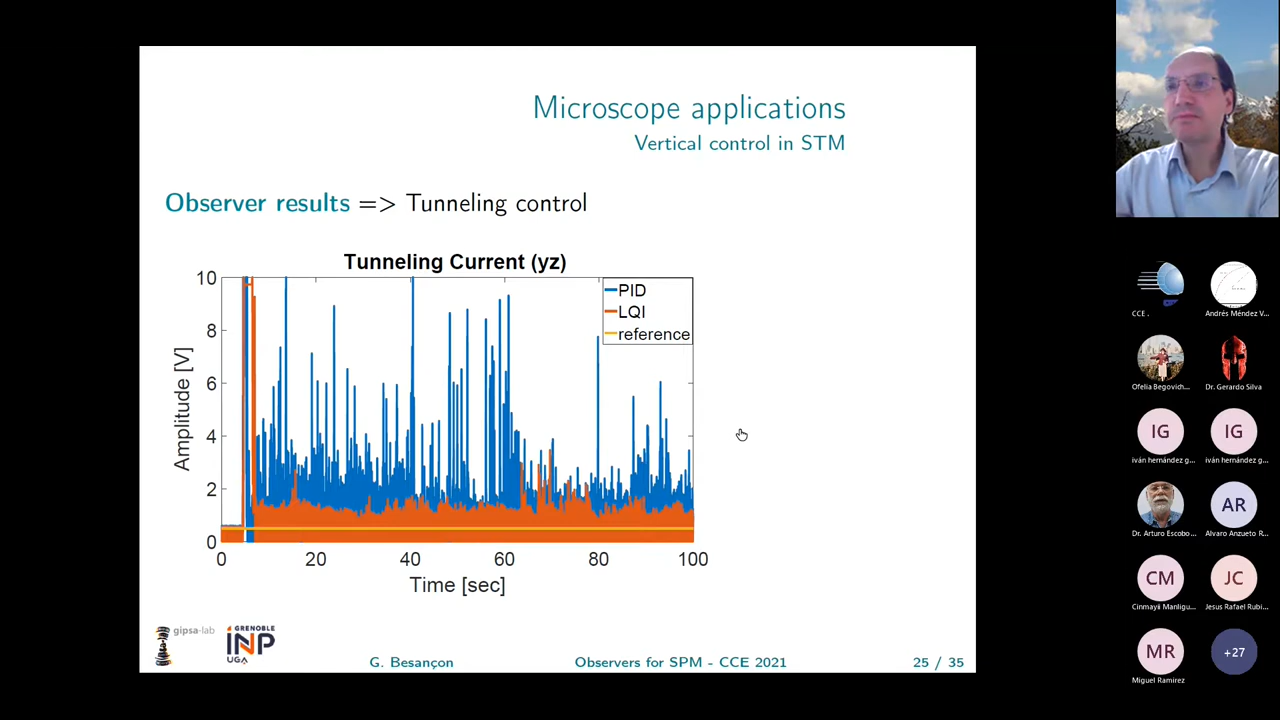 Microscope applications
Vertical control in STM
Observer results => Tunneling control
Tunneling Current (yz)
PID
LQI
reference
10
8
6
4
2
0
Amplitude [V]
0 20 40 60 80 100
Time [sec]
gipsa-lab
GRENOBLE
INP
UGA
G. Besançon
Observers for SPM - CCE 2021
25 / 35
CCE .
Andrés Méndez V...
Ofelia Begovich...
Dr. Gerardo Silva
IG
IG
iván hernández g...
iván hernández g...
AR
Dr. Arturo Escobo...
Alvaro Anzueto R...
CM
JC
Cinmayii Manligu...
Jesus Rafael Rubi...
MR
+27
Miguel Ramirez